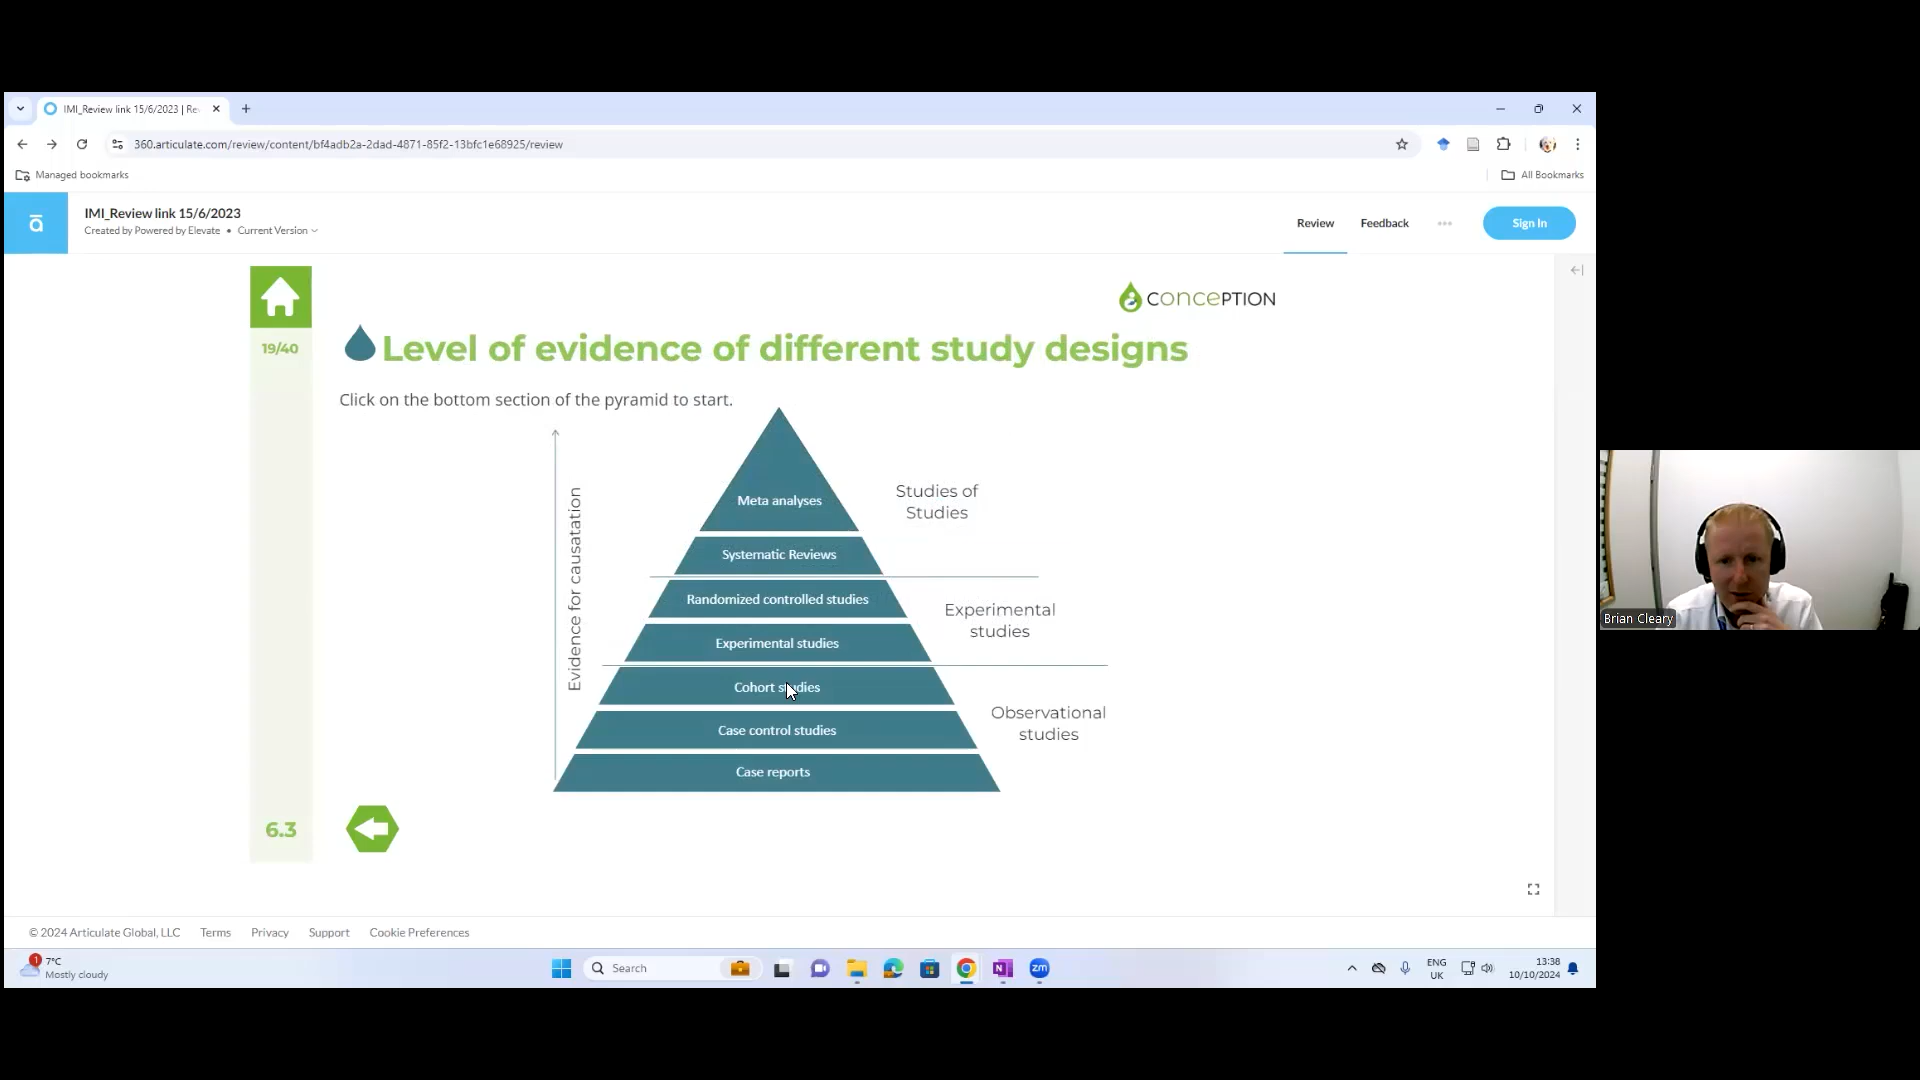 IMI_Review link 15/6/2023 | Re
360.articulate.com/review/content/bf4adb2a-2dad-4871-85f2-13bfc1e68925/review
Managed bookmarks
All Bookmarks
ā
IMI_Review link 15/6/2023
Created by Powered by Elevate • Current Version
Review
Feedback
Sign In
CONCEPTION
19/40
Level of evidence of different study designs
Click on the bottom section of the pyramid to start.
Evidence for causatation
Meta analyses
Studies of
Studies
Systematic Reviews
Randomized controlled studies
Experimental
studies
Experimental studies
Cohort studies
Observational
studies
Case control studies
Case reports
6.3
Brian Cleary
© 2024 Articulate Global, LLC
Terms
Privacy
Support
Cookie Preferences
1
7°C
Mostly cloudy
Search
N
zm
ENG
UK
13:38
10/10/2024